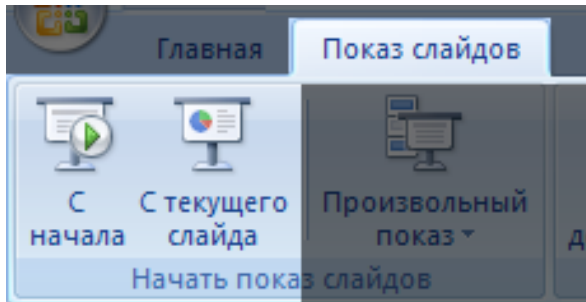 Главная Показ слайдов
С начала
С текущего слайда
Произвольный показ
д
Начать показ слайдов